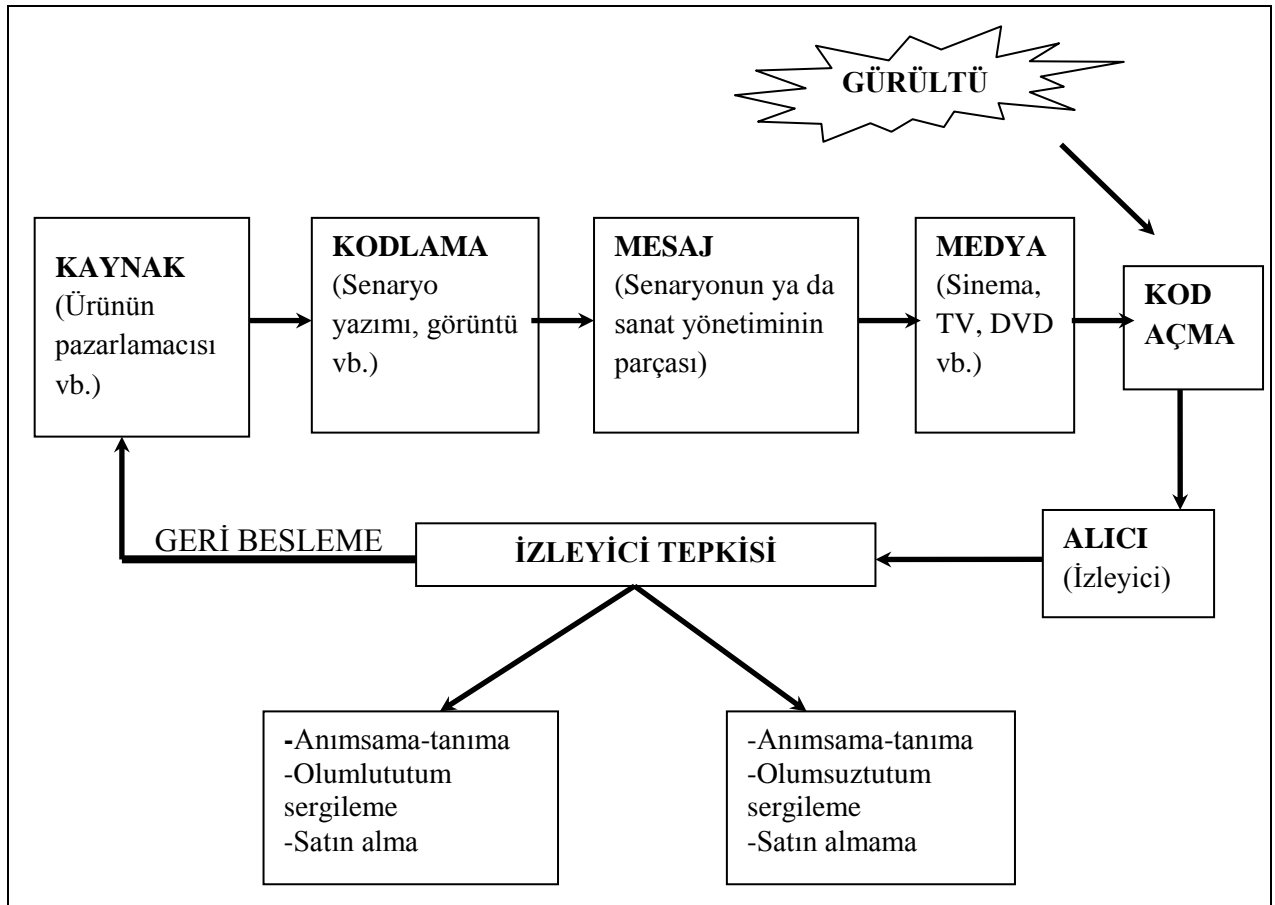 GÜRÜLTÜ
KAYNAK
(Ürünün
pazarlamacısı
vb.)
KODLAMA
(Senaryo
yazımı, görüntü
vb.)
MESAJ
(Senaryonun ya da
sanat yönetiminin
parçası)
MEDYA
(Sinema,
TV, DVD
vb.)
KOD
AÇMA
ALICI
(İzleyici)
İZLEYİCİ TEPKİSİ
GERİ BESLEME
-Anımsama-tanıma
-Olumlututum
sergileme
-Satın alma
-Anımsama-tanıma
-Olumsuztutum
sergileme
-Satın almama